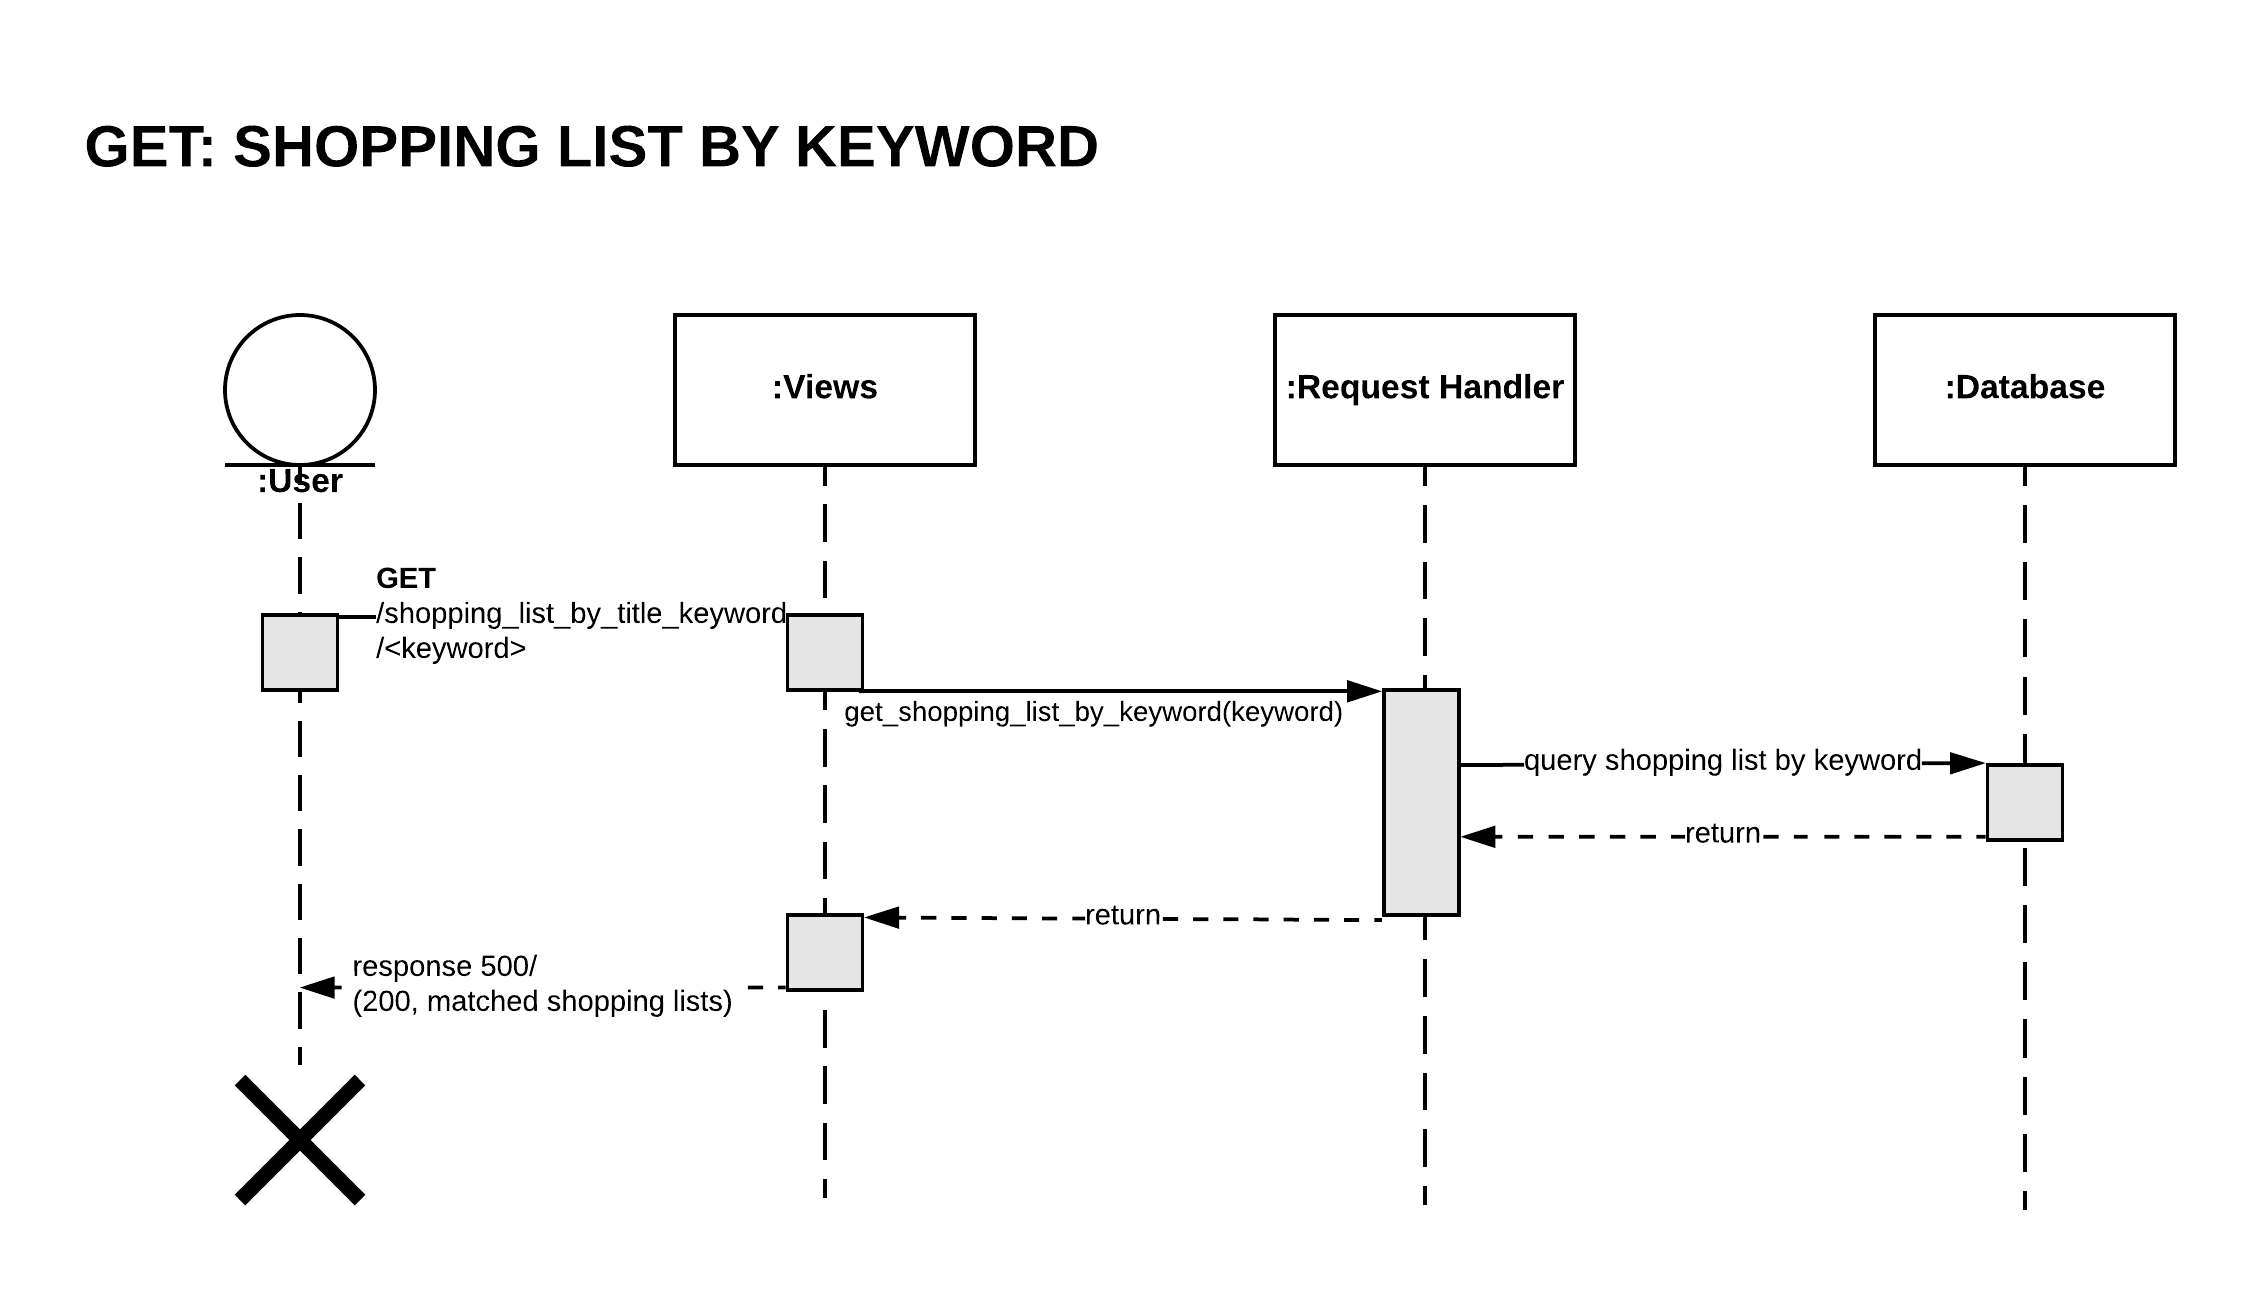 GET: SHOPPING LIST BY KEYWORD
:User
:Views
:Request Handler
:Database
GET
/shopping_list_by_title_keyword
/<keyword>
get_shopping_list_by_keyword(keyword)
query shopping list by keyword
return
return
response 500/
(200, matched shopping lists)